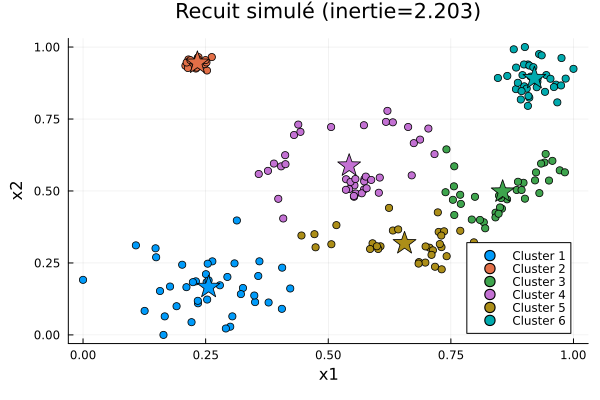 Recuit simulé (inertie=2.203)
1.00
0.75
0.50
0.25
0.00
x2
Cluster 1
Cluster 2
Cluster 3
Cluster 4
Cluster 5
Cluster 6
0.00 0.25 0.50 0.75 1.00
x1